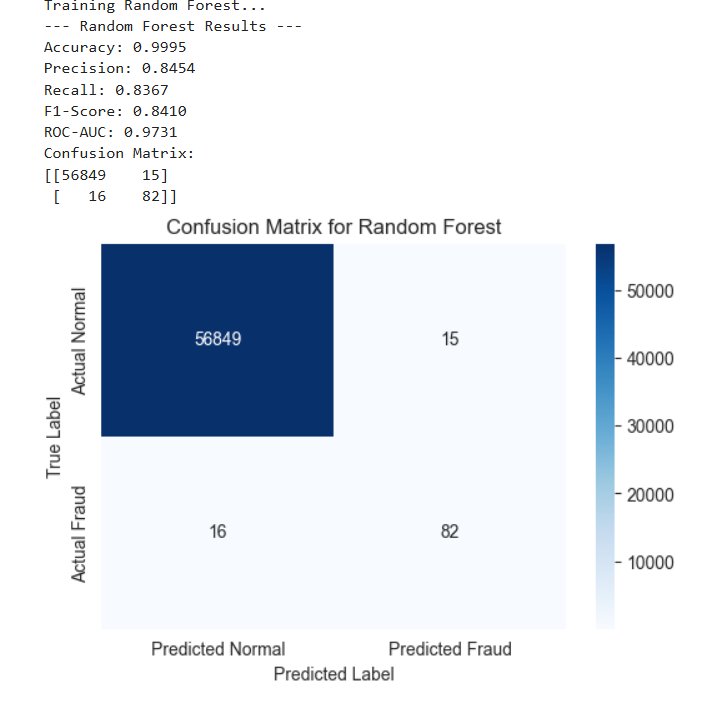 Training Random Forest...
--- Random Forest Results ---
Accuracy: 0.9995
Precision: 0.8454
Recall: 0.8367
F1-Score: 0.8410
ROC-AUC: 0.9731
Confusion Matrix:
[[56849    15]
 [   16    82]]
Confusion Matrix for Random Forest
True Label
Actual Normal
56849
15
Actual Fraud
16
82
Predicted Normal
Predicted Fraud
Predicted Label
50000
40000
30000
20000
10000